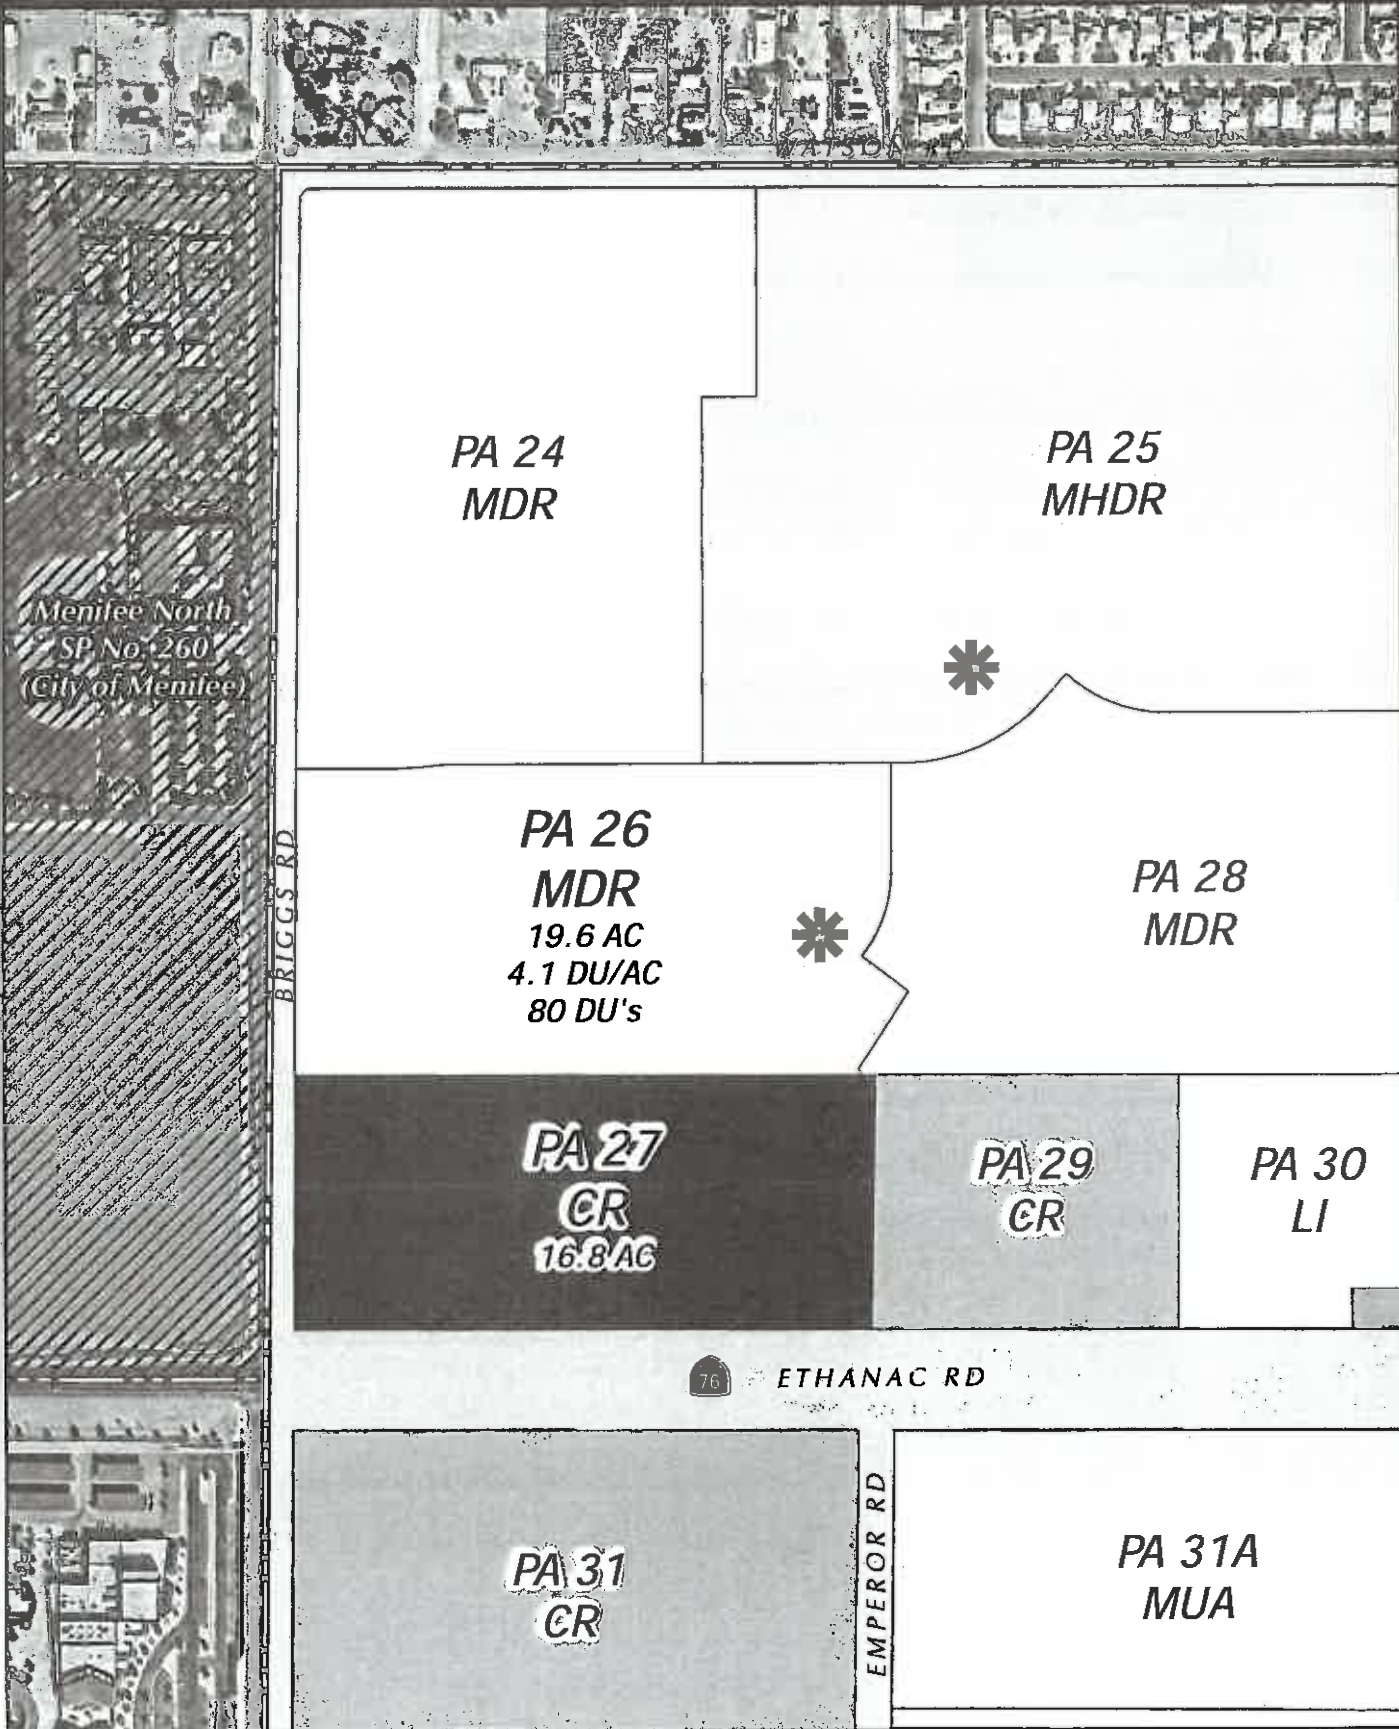 WATSON RD
PA 24
MDR
PA 25
MHDR
Menifee North
SP No. 260
(City of Menifee)
BRIGGS RD
PA 26
MDR
19.6 AC
4.1 DU/AC
80 DU's
PA 28
MDR
PA 27
CR
16.8 AC
PA 29
CR
PA 30
LI
76
ETHANAC RD
PA 31
CR
EMPEROR RD
PA 31A
MUA